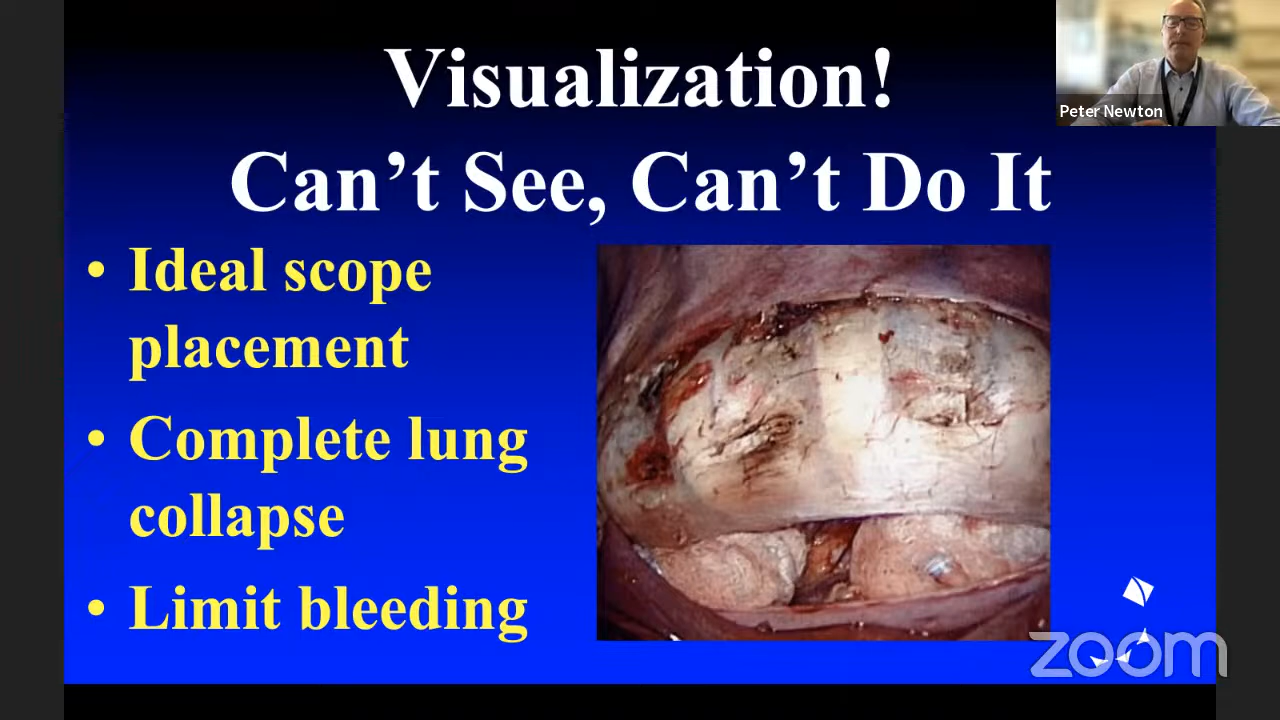 Visualization!
Can’t See, Can’t Do It
Peter Newton
• Ideal scope
placement
• Complete lung
collapse
• Limit bleeding
zoom